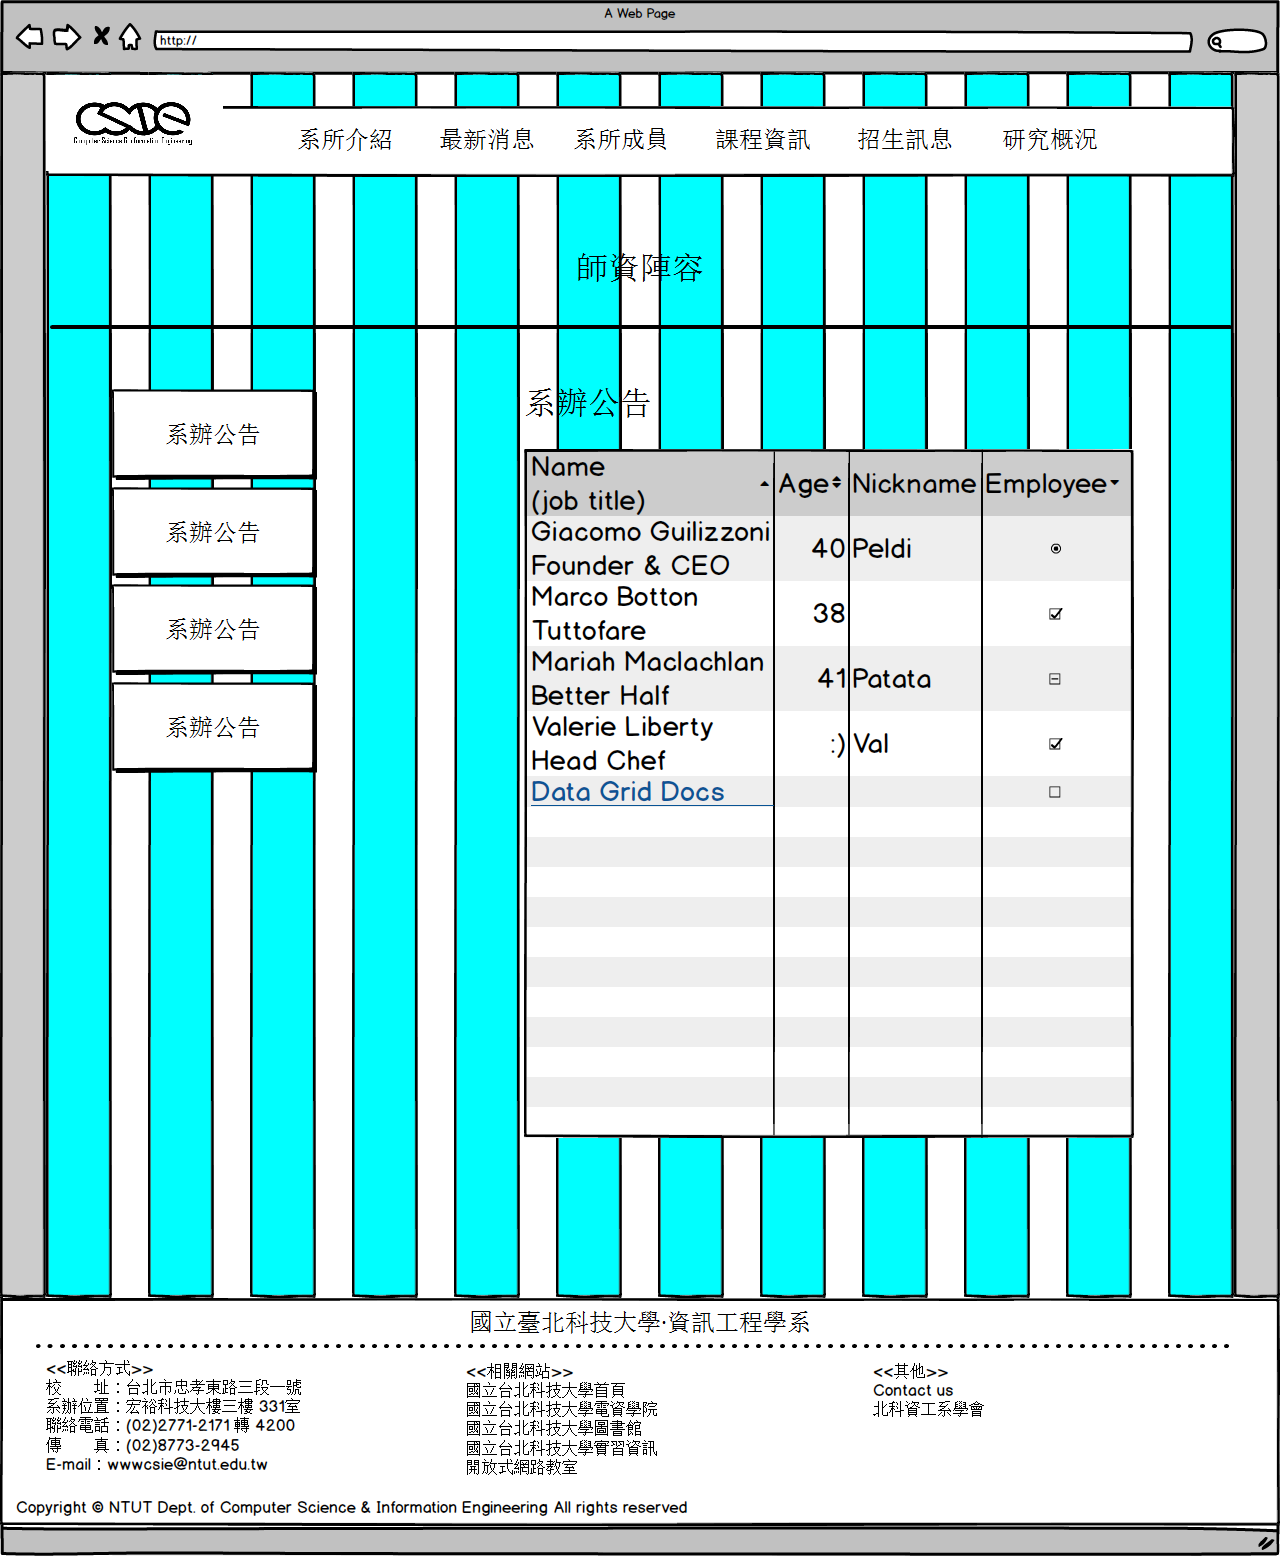 A Web Page
http://
CSIE
Computer Science & Information Engineering
系所介紹 最新消息 系所成員 課程資訊 招生訊息 研究概況
師資陣容
系辦公告
系辦公告
系辦公告
系辦公告
系辦公告
Name
(job title) Age Nickname Employee
Giacomo Guilizzoni
Founder & CEO 40 Peldi
Marco Botton
Tuttofare 38
Mariah Maclachlan
Better Half 41 Patata
Valerie Liberty
Head Chef :) Val
Data Grid Docs
國立臺北科技大學·資訊工程學系
<<聯絡方式>>
校　　址：台北市忠孝東路三段一號
系辦位置：宏裕科技大樓三樓 331室
聯絡電話：(02)2771-2171 轉 4200
傳　　真：(02)8773-2945
E-mail：wwwcsie@ntut.edu.tw
<<相關網站>>
國立台北科技大學首頁
國立台北科技大學電資學院
國立台北科技大學圖書館
國立台北科技大學實習資訊
開放式網路教室
<<其他>>
Contact us
北科資工系學會
Copyright © NTUT Dept. of Computer Science & Information Engineering All rights reserved